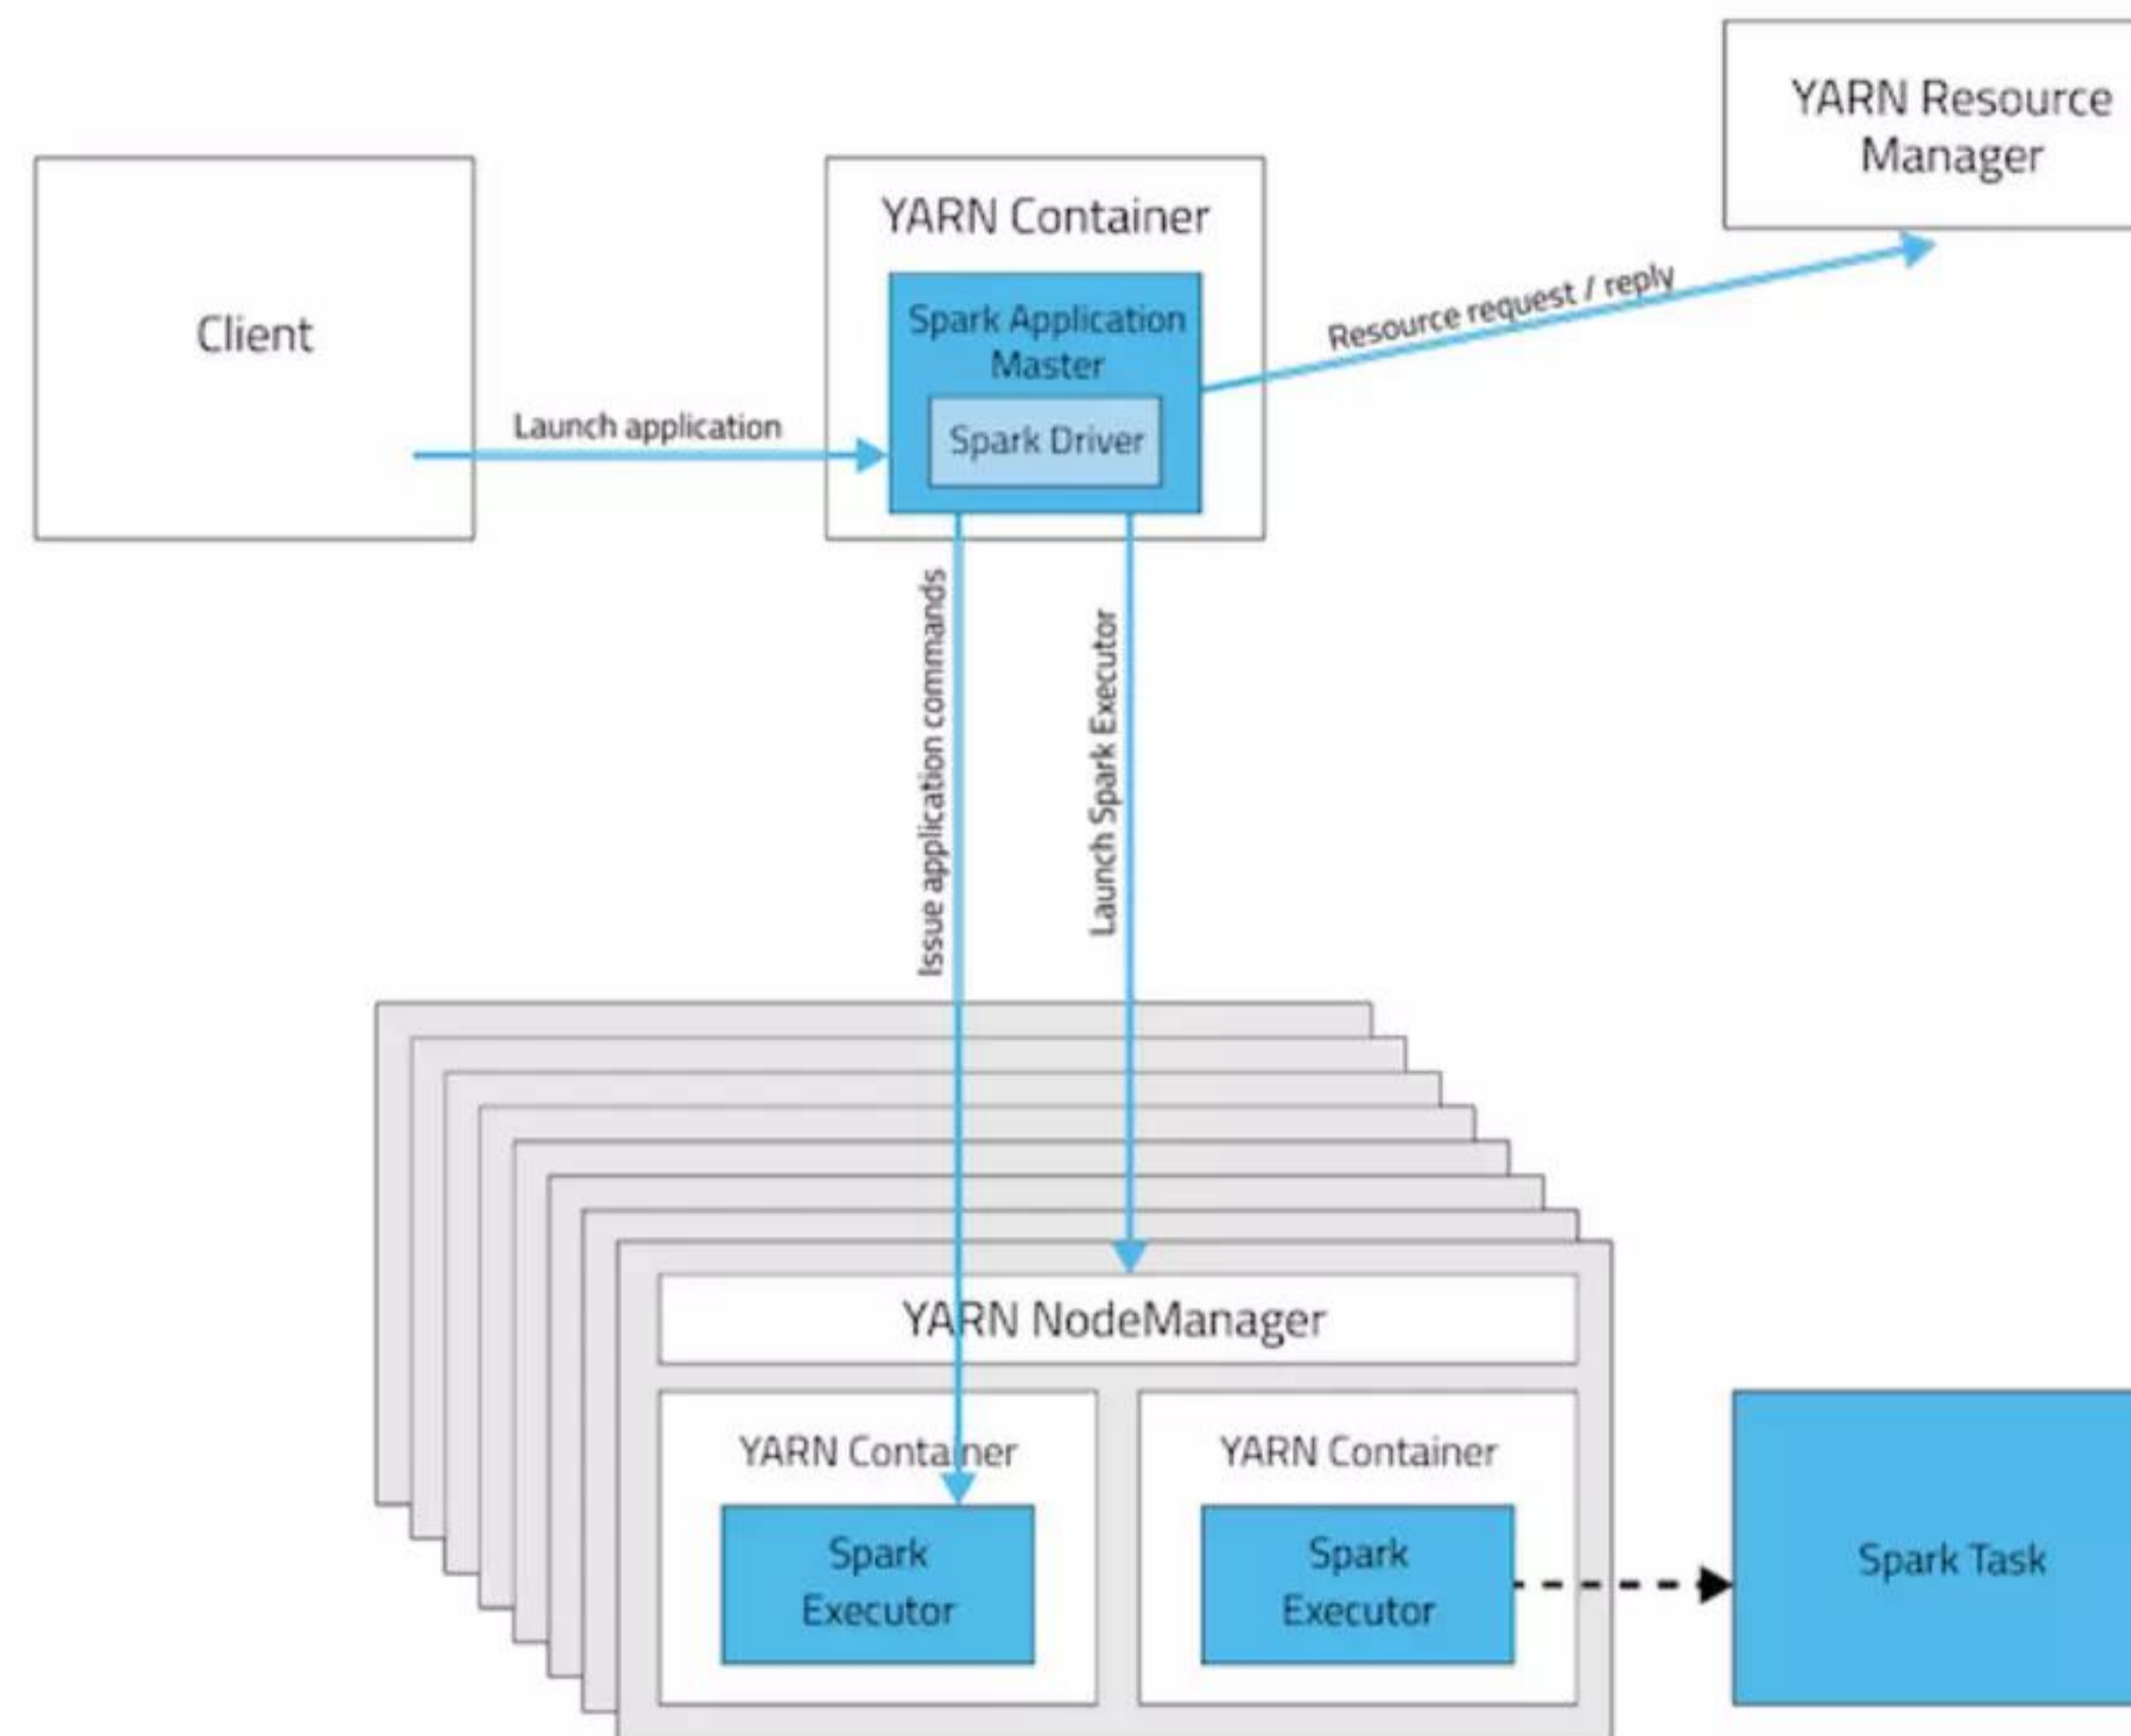 YARN Resource
Manager
YARN Container
Client
Spark Application
Master
Resource request / reply
Launch application
Spark Driver
Issue application commands
Launch Spark Executor
YARN NodeManager
YARN Container
YARN Container
Spark
Executor
Spark
Executor
Spark Task